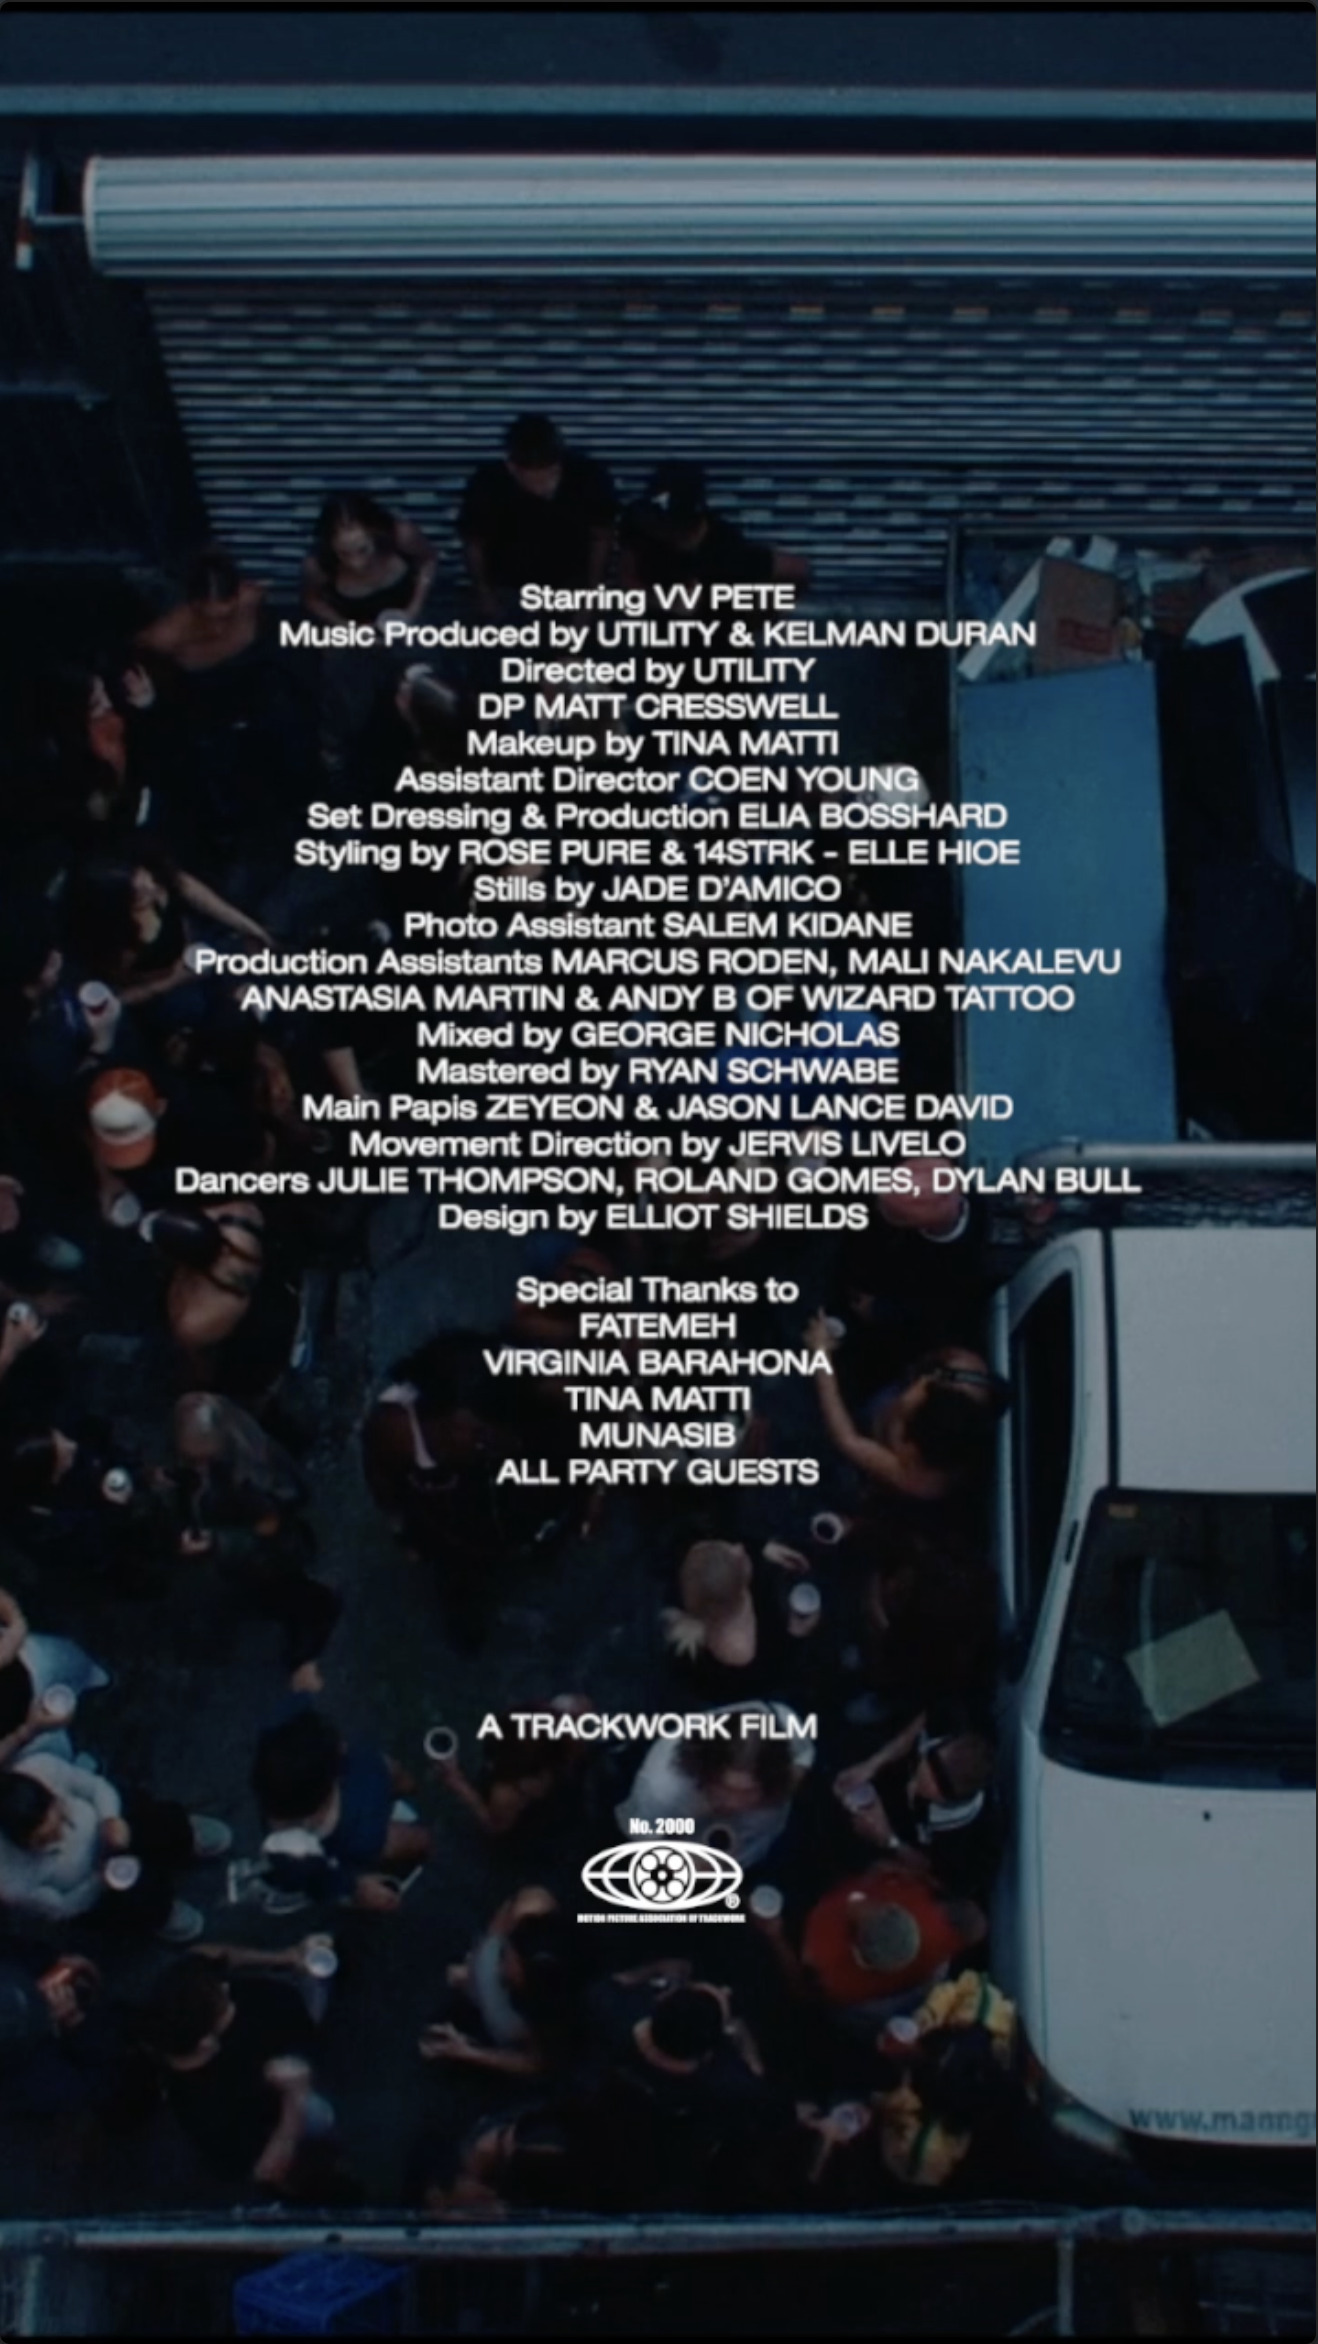 Starring VV PETE
Music Produced by UTILITY & KELMAN DURAN
Directed by UTILITY
DP MATT CRESSWELL
Makeup by TINA MATTI
Assistant Director COEN YOUNG
Set Dressing & Production ELIA BOSSHARD
Styling by ROSE PURE & 14STRK - ELLE HIOE
Stills by JADE D'AMICO
Photo Assistant SALEM KIDANE
Production Assistants MARCUS RODEN, MALI NAKALEVU
ANASTASIA MARTIN & ANDY B OF WIZARD TATTOO
Mixed by GEORGE NICHOLAS
Mastered by RYAN SCHWABE
Main Papis ZEYEON & JASON LANCE DAVID
Movement Direction by JERVIS LIVELO
Dancers JULIE THOMPSON, ROLAND GOMES, DYLAN BULL
Design by ELLIOT SHIELDS
Special Thanks to
FATEMEH
VIRGINIA BARAHONA
TINA MATTI
MUNASIB
ALL PARTY GUESTS
A TRACKWORK FILM
No. 2000
®
MOTION PICTURE ASSOCIATION OF TRACKWORK